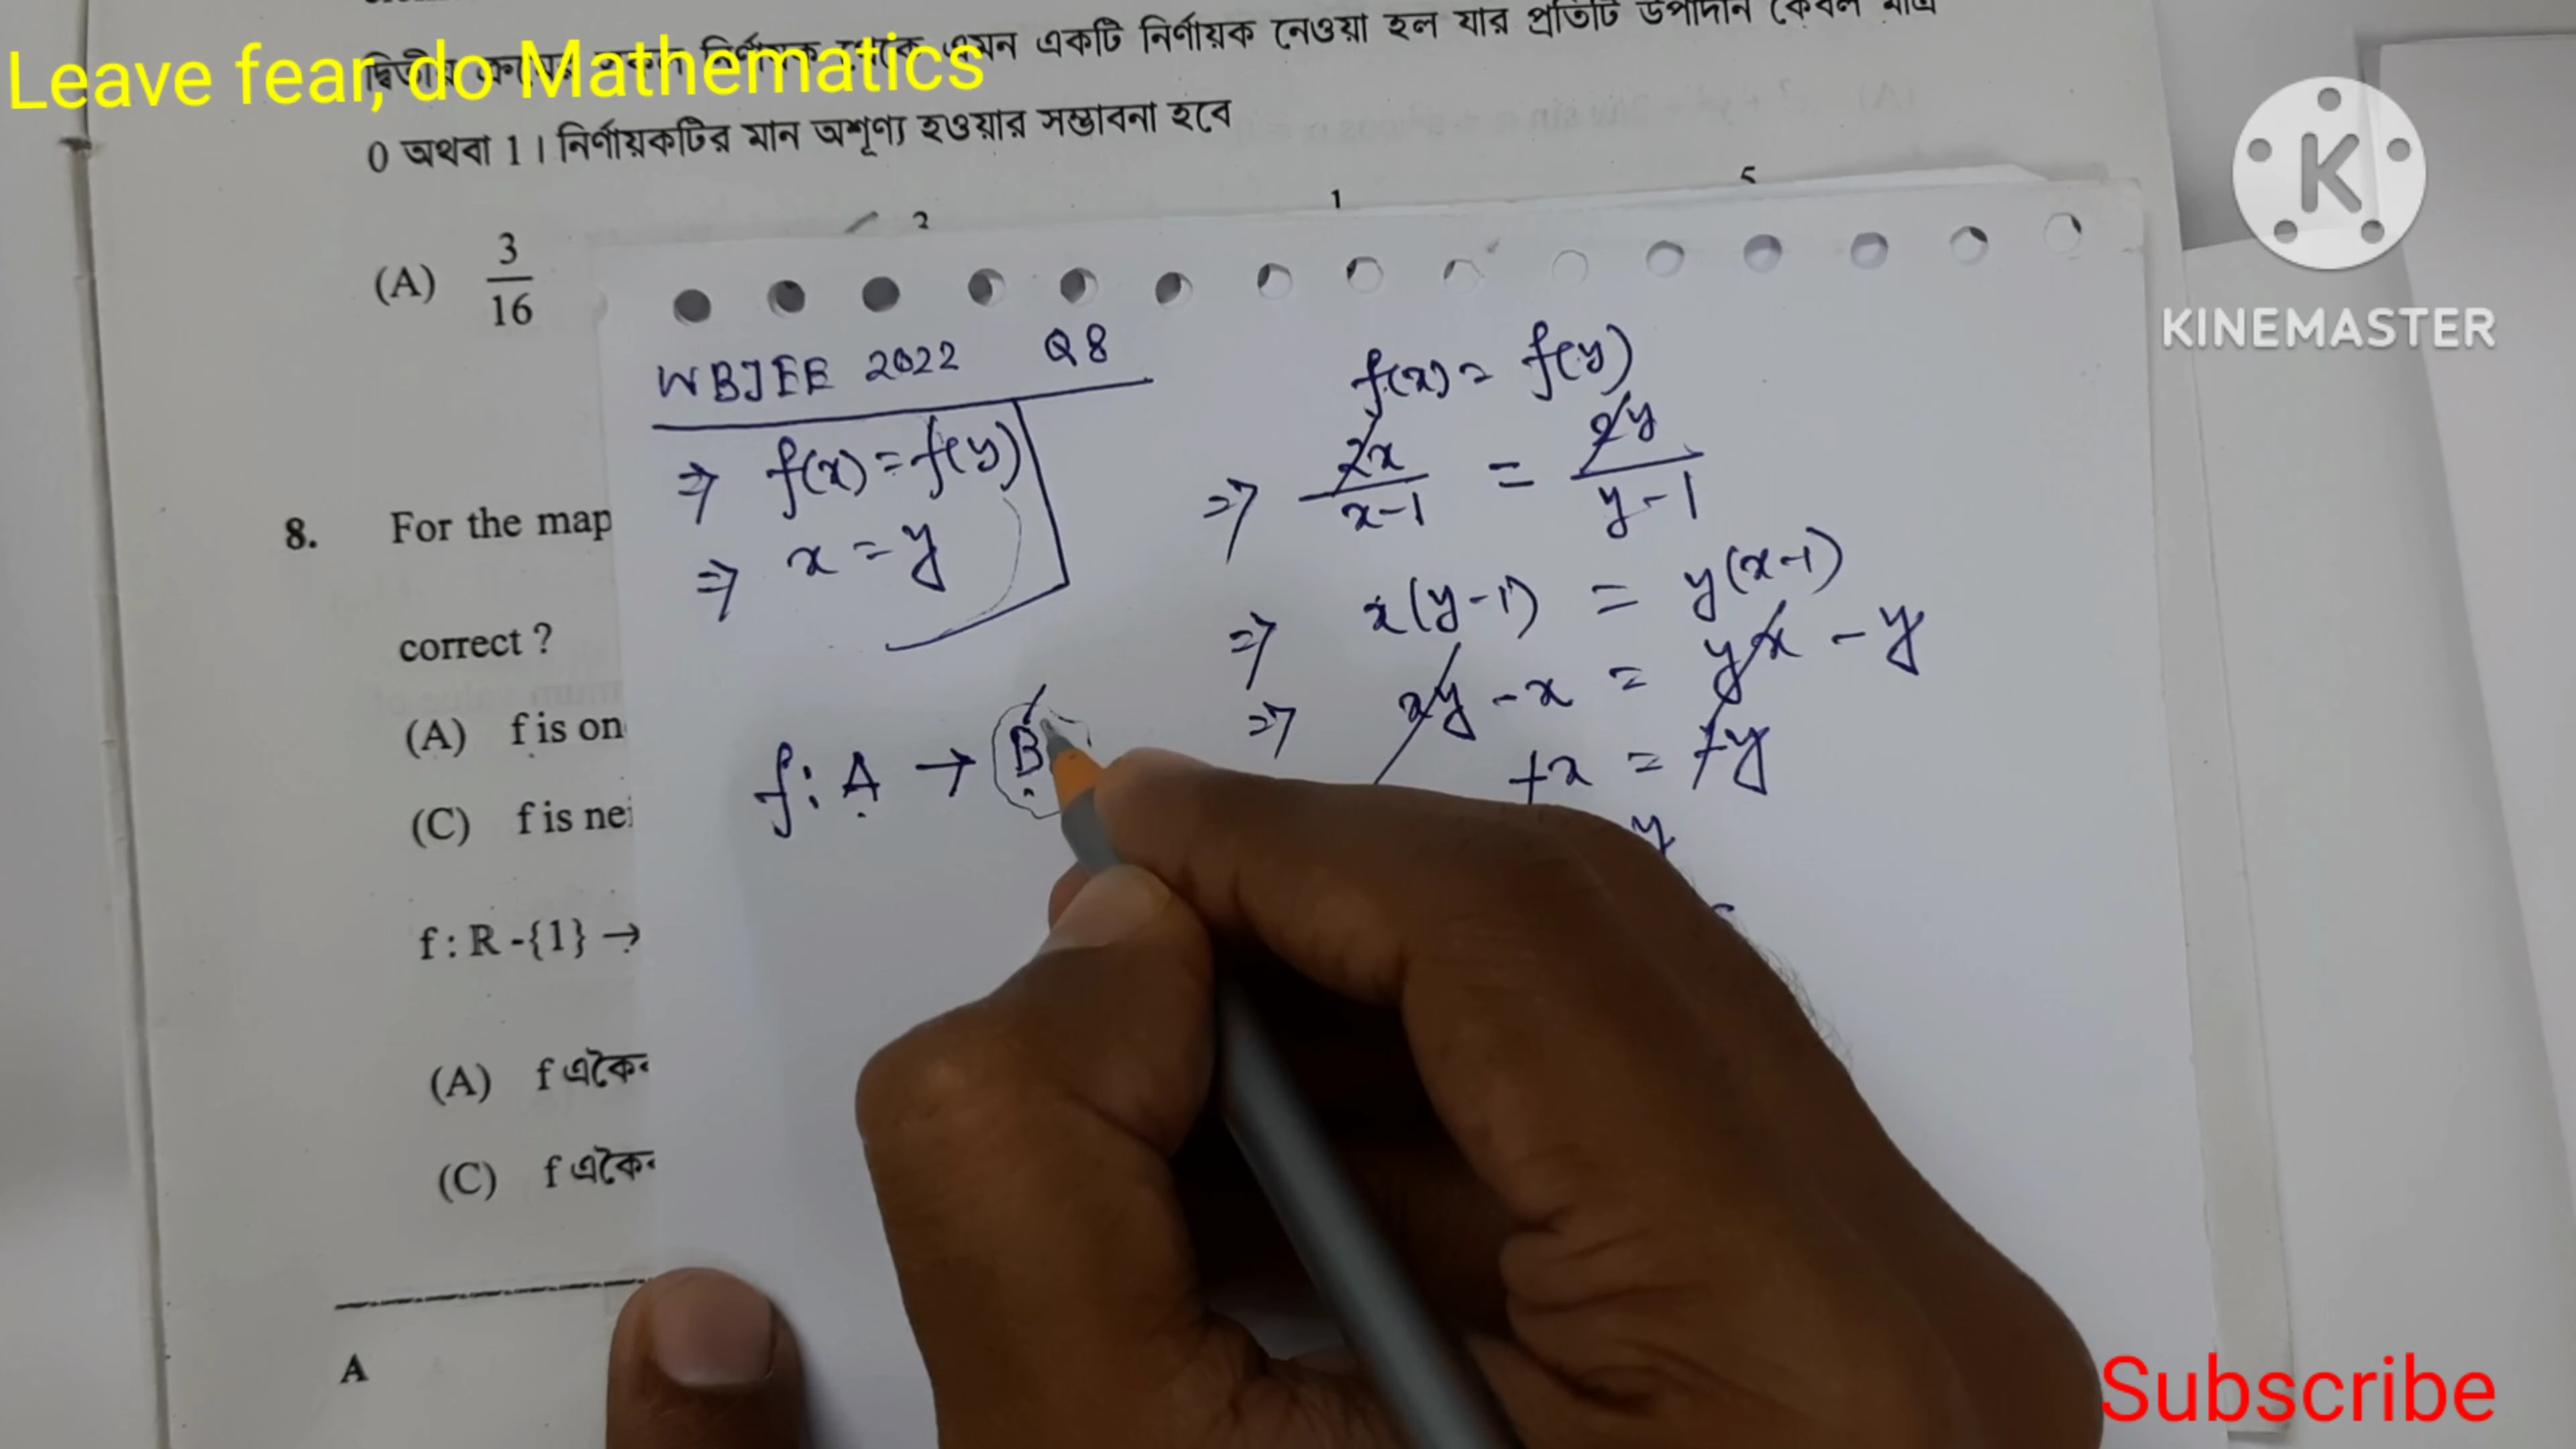 Leave fear, do Mathematics
একটি নির্ণায়ক নেওয়া হল যার প্রতিটি উপাদান কেবল মাত্র
0 অথবা 1 । নির্ণায়কটির মান অশূণ্য হওয়ার সম্ভাবনা হবে
(A) 3/16
K
KINEMASTER
WBJEE 2022 Q8
⇒ f(x) = f(y)
⇒ x = y
f: A → B
f(x) = f(y)
⇒ 2x/(x-1) = 2y/(y-1)
⇒ x(y-1) = y(x-1)
⇒ xy - x = yx - y
+x = +y
y
8. For the map
correct ?
(A) f is on
(C) f is nei
f : R -{1} →
(A) f একৈ
(C) f একৈ
A
Subscribe